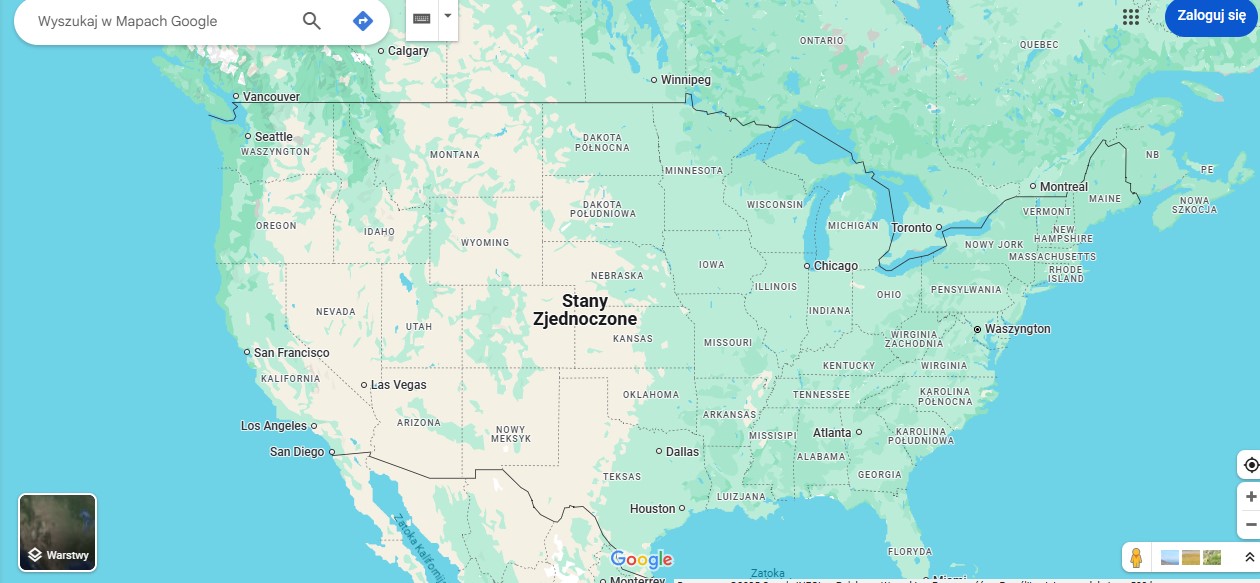 Wyszukaj w Mapach Google
Zaloguj się
Calgary
ONTARIO
QUEBEC
Winnipeg
Vancouver
Seattle
WASZYNGTON
MONTANA
DAKOTA
PÓŁNOCNA
MINNESOTA
NB
PE
Montreal
MAINE
NOWA
SZKOCJA
OREGON
IDAHO
WYOMING
DAKOTA
POŁUDNIOWA
WISCONSIN
MICHIGAN
Toronto
VERMONT
NEW
HAMPSHIRE
NOWY JORK
MASSACHUSETTS
RHODE
ISLAND
Chicago
IOWA
NEBRASKA
ILLINOIS
INDIANA
OHIO
PENSYLWANIA
Stany
Zjednoczone
NEVADA
UTAH
KANSAS
MISSOURI
WIRGINIA
ZACHODNIA
Waszyngton
San Francisco
KALIFORNIA
Las Vegas
KENTUCKY
WIRGINIA
OKLAHOMA
TENNESSEE
KAROLINA
PÓŁNOCNA
Los Angeles
ARIZONA
NOWY
MEKSYK
ARKANSAS
MISSISIPI
Atlanta
KAROLINA
POŁUDNIOWA
San Diego
Dallas
ALABAMA
GEORGIA
TEKSAS
LUIZJANA
Houston
Zatoka Kalifornijs
Warstwy
Google
FLORYDA
Zatoka
Monterrey
Miami